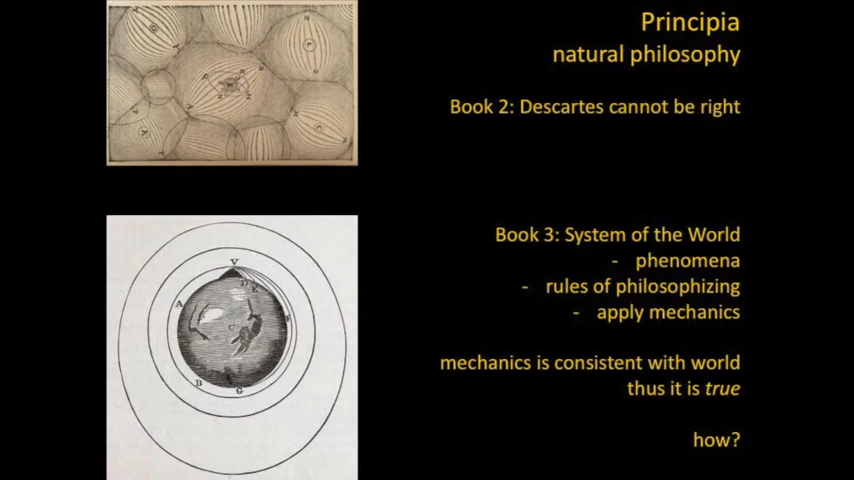 Principia
natural philosophy
Book 2: Descartes cannot be right
Book 3: System of the World
- phenomena
- rules of philosophizing
- apply mechanics
mechanics is consistent with world
thus it is true
how?
V
D
E
A
C
B
G